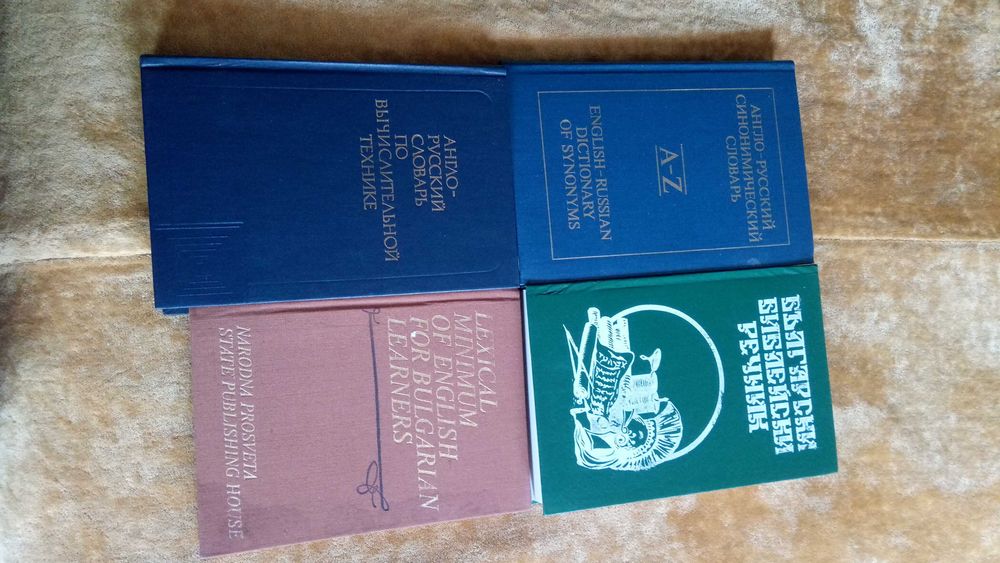 АНГЛО-РУССКИЙ
СИНОНИМИЧЕСКИЙ
СЛОВАРЬ
A-Z
ENGLISH-RUSSIAN
DICTIONARY
OF SYNONYMS
БЪЛГАРСКИ
БИБЛЕЙСКИ
РЕЧНИК
АНГЛО-
РУССКИЙ
СЛОВАРЬ
ПО
ВЫЧИСЛИТЕЛЬНОЙ
ТЕХНИКЕ
LEXICAL
MINIMUM
OF ENGLISH
FOR BULGARIAN
LEARNERS
NARODNA PROSVETA
STATE PUBLISHING HOUSE